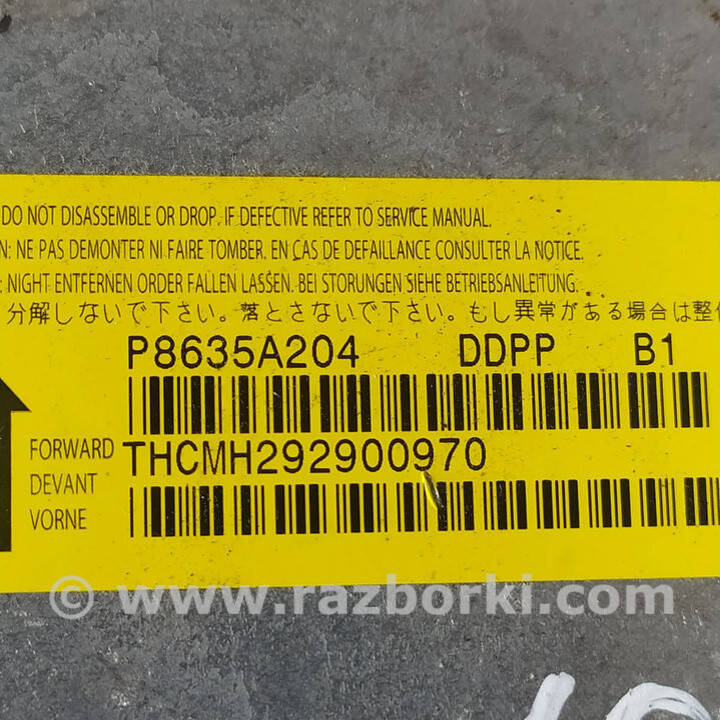 DO NOT DISASSEMBLE OR DROP. IF DEFECTIVE REFER TO SERVICE MANUAL.
N: NE PAS DEMONTER NI FAIRE TOMBER. EN CAS DE DEFAILLANCE CONSULTER LA NOTICE.
: NIGHT ENTFERNEN ORDER FALLEN LASSEN. BEI STORUNGEN SIEHE BETRIEBSANLEITUNG.
分解しないで下さい。落とさないで下さい。もし異常がある場合は整
P8635A204 DDPP B1
FORWARD THCMH292900970
DEVANT
VORNE
© www.razborki.com